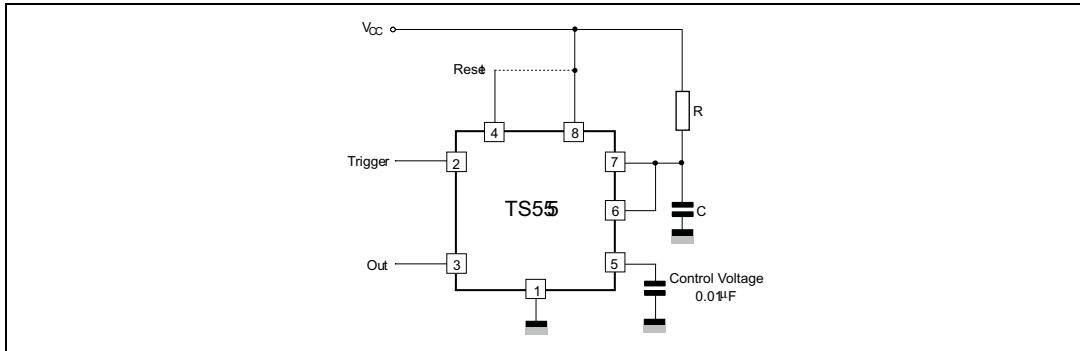 VCC
Reset
R
4
8
Trigger
2
7
TS555
6
C
Out
3
5
1
Control Voltage
0.01µF